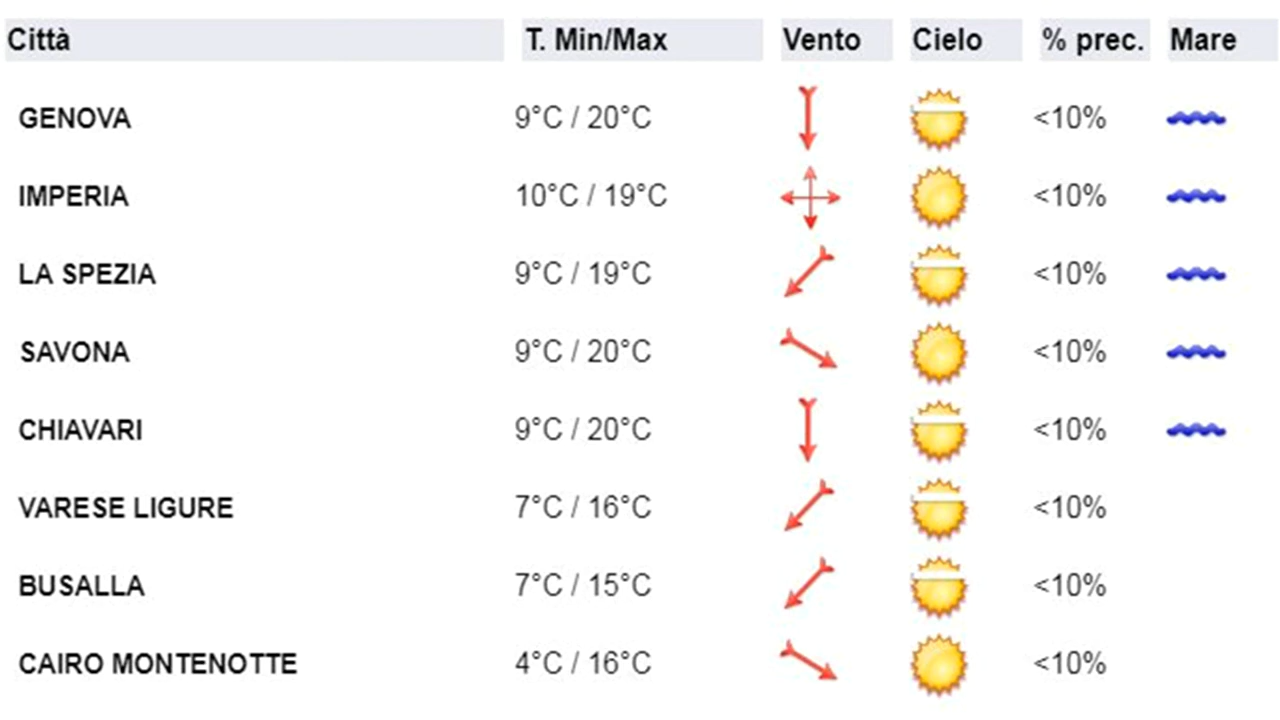 Città T. Min/Max Vento Cielo % prec. Mare
GENOVA 9°C / 20°C <10%
IMPERIA 10°C / 19°C <10%
LA SPEZIA 9°C / 19°C <10%
SAVONA 9°C / 20°C <10%
CHIAVARI 9°C / 20°C <10%
VARESE LIGURE 7°C / 16°C <10%
BUSALLA 7°C / 15°C <10%
CAIRO MONTENOTTE 4°C / 16°C <10%